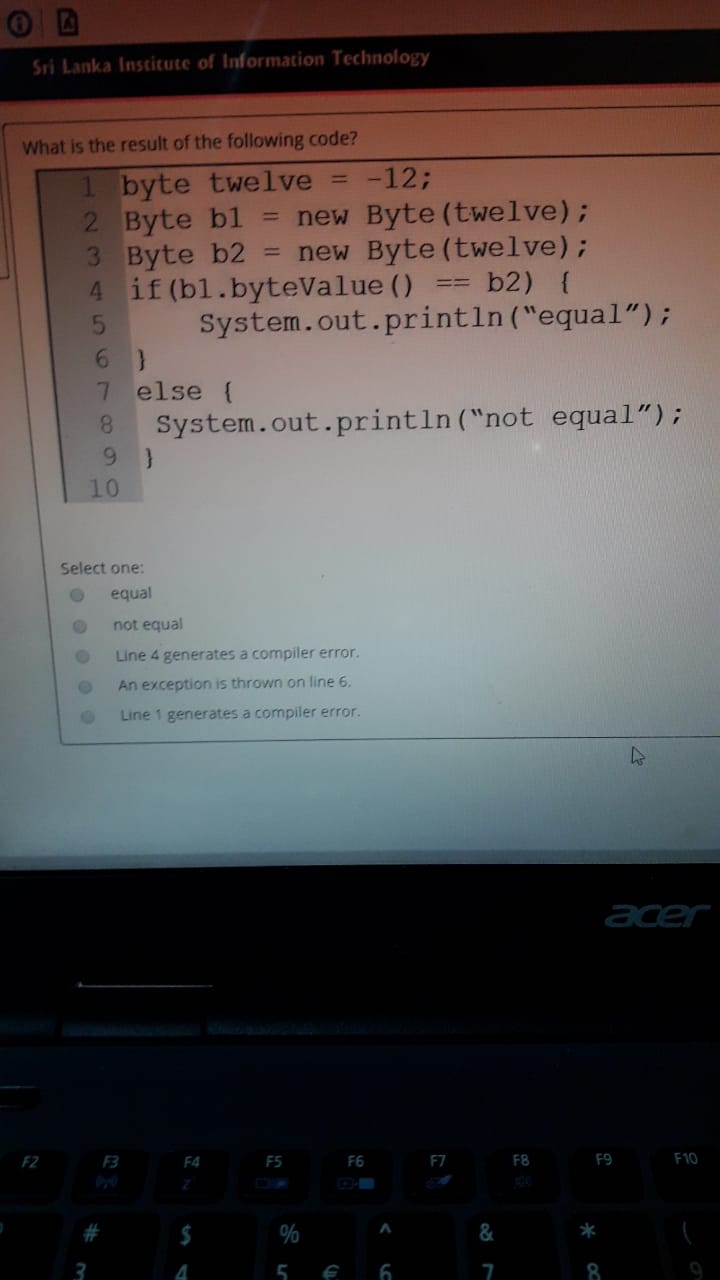 Sri Lanka Institute of Information Technology
What is the result of the following code?
1 byte twelve = -12;
2 Byte b1 = new Byte(twelve);
3 Byte b2 = new Byte(twelve);
4 if(b1.byteValue() == b2) {
5 System.out.println(“equal”);
6 }
7 else {
8 System.out.println(“not equal”);
9 }
10
Select one:
equal
not equal
Line 4 generates a compiler error.
An exception is thrown on line 6.
Line 1 generates a compiler error.
acer
F2 F3 F4 F5 F6 F7 F8 F9 F10
# $ % ^ & * (
3 4 5 € 6 7 8 9